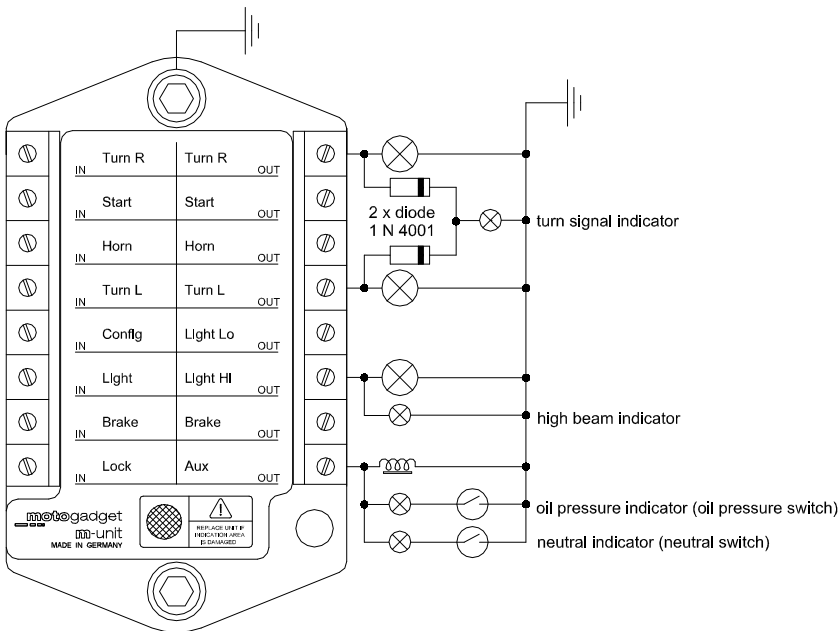 Turn R
Turn R
IN
OUT
Start
Start
IN
OUT
Horn
Horn
IN
OUT
Turn L
Turn L
IN
OUT
Config
Light Lo
IN
OUT
Light
Light HI
IN
OUT
Brake
Brake
IN
OUT
Lock
Aux
IN
OUT
motogadget
m-unit
MADE IN GERMANY
REPLACE UNIT IF
INDICATION AREA
IS DAMAGED
2 x diode
1 N 4001
turn signal indicator
high beam indicator
oil pressure indicator (oil pressure switch)
neutral indicator (neutral switch)